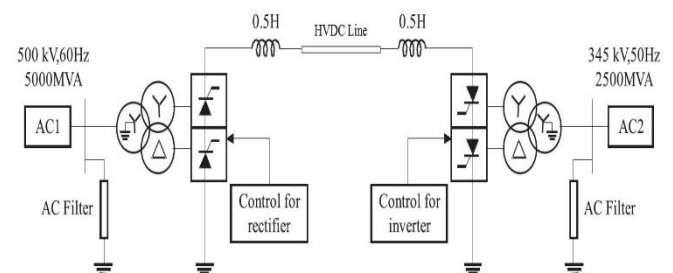 0.5H
HVDC Line
0.5H
500 kV,60Hz
5000MVA
345 kV,50Hz
2500MVA
AC1
Y
Y
Δ
Y
Y
Δ
AC2
AC Filter
Control for
rectifier
Control for
inverter
AC Filter